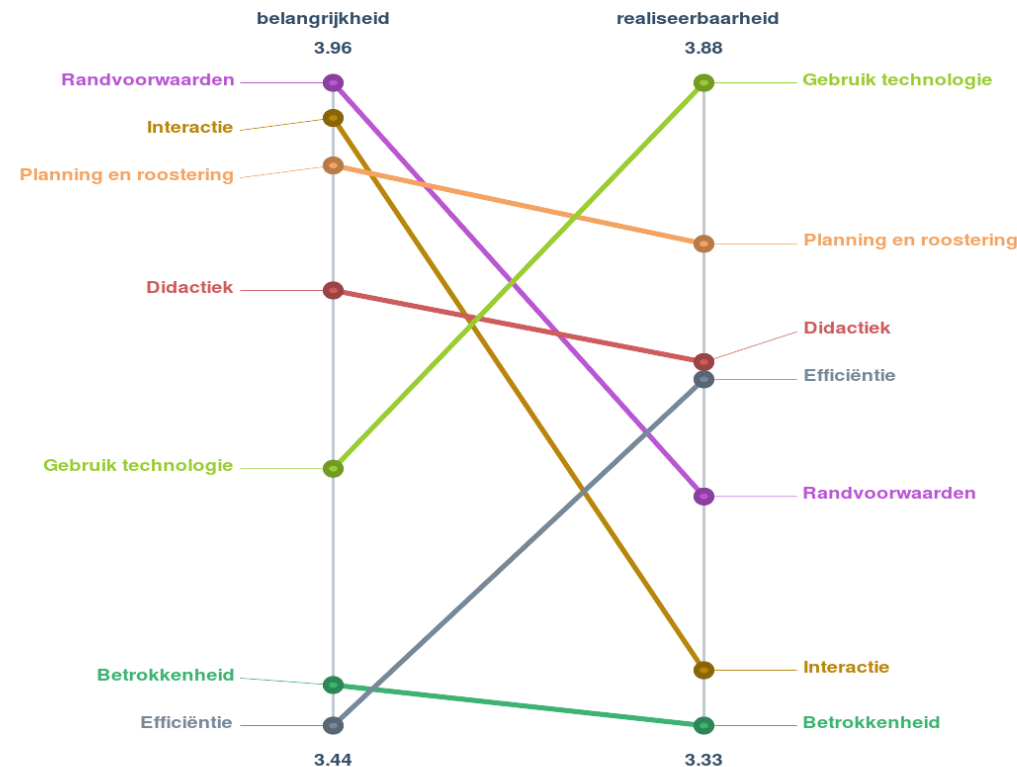 belangrijkheid
realiseerbaarheid
3.96
3.88
Randvoorwaarden
Interactie
Planning en roostering
Didactiek
Gebruik technologie
Betrokkenheid
Efficiëntie
3.44
Gebruik technologie
Planning en roostering
Didactiek
Efficiëntie
Randvoorwaarden
Interactie
Betrokkenheid
3.33